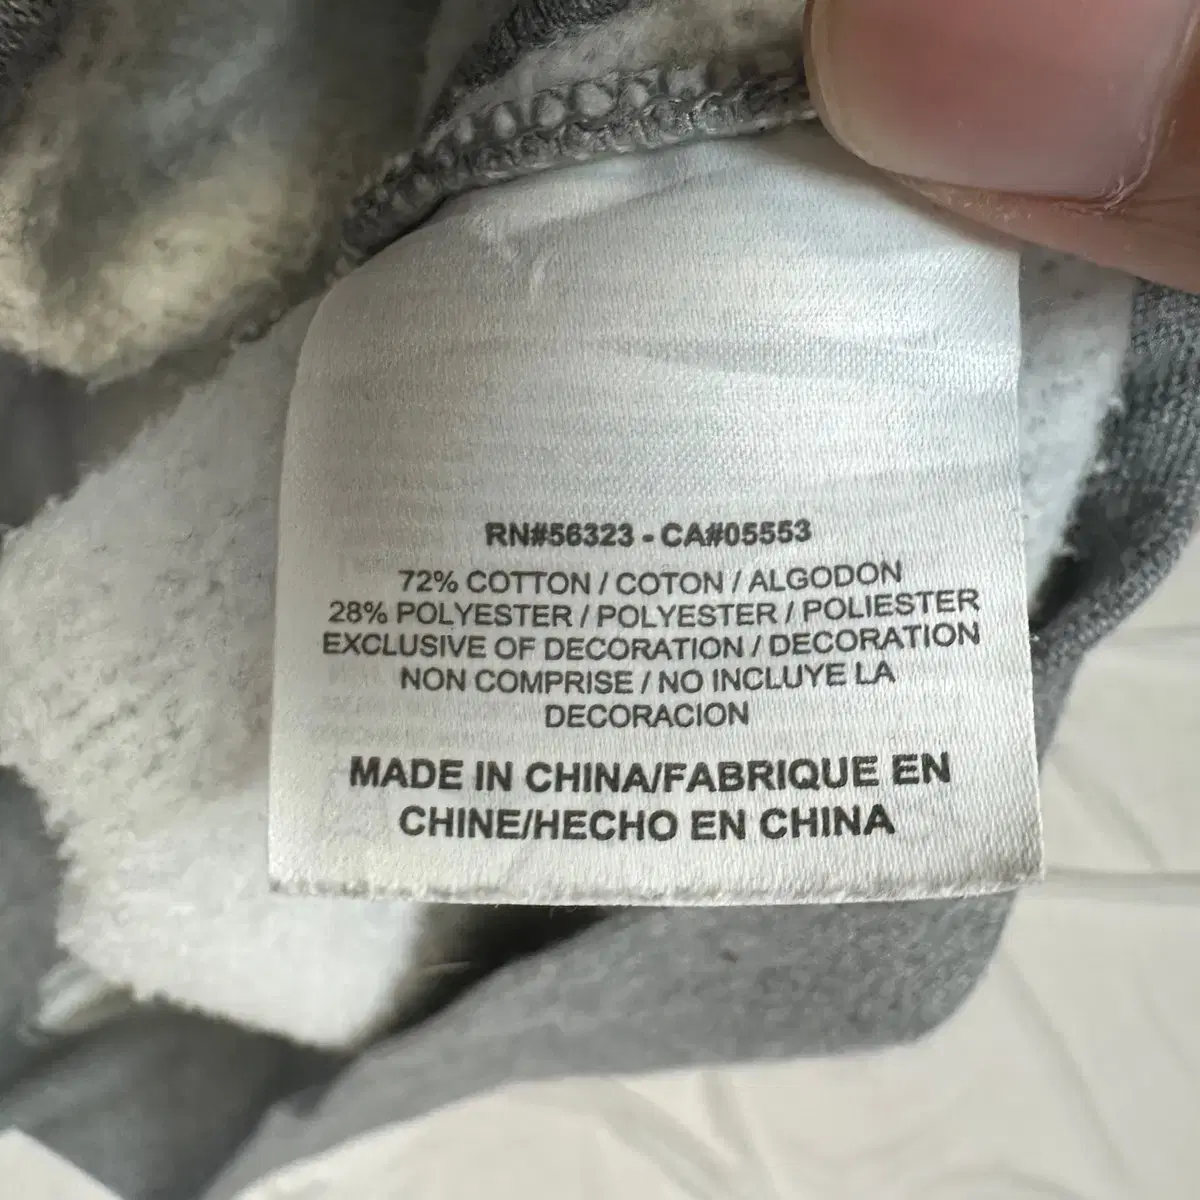 RN#56323 - CA#05553
72% COTTON / COTON / ALGODON
28% POLYESTER / POLYESTER / POLIESTER
EXCLUSIVE OF DECORATION / DECORATION
NON COMPRISE / NO INCLUYE LA
DECORACION
MADE IN CHINA/FABRIQUE EN
CHINE/HECHO EN CHINA